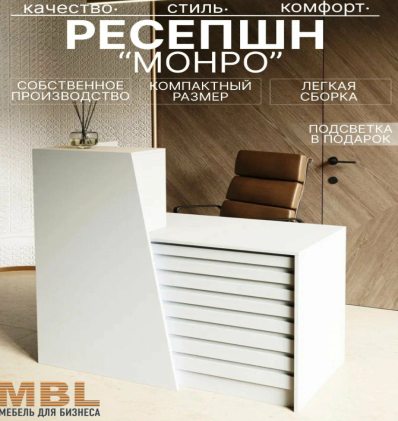 качество· стиль· комфорт·
РЕСЕПШН
“МОНРО”
СОБСТВЕННОЕ
ПРОИЗВОДСТВО
КОМПАКТНЫЙ
РАЗМЕР
ЛЕГКАЯ
СБОРКА
ПОДСВЕТКА
В ПОДАРОК
MBL
МЕБЕЛЬ ДЛЯ БИЗНЕСА